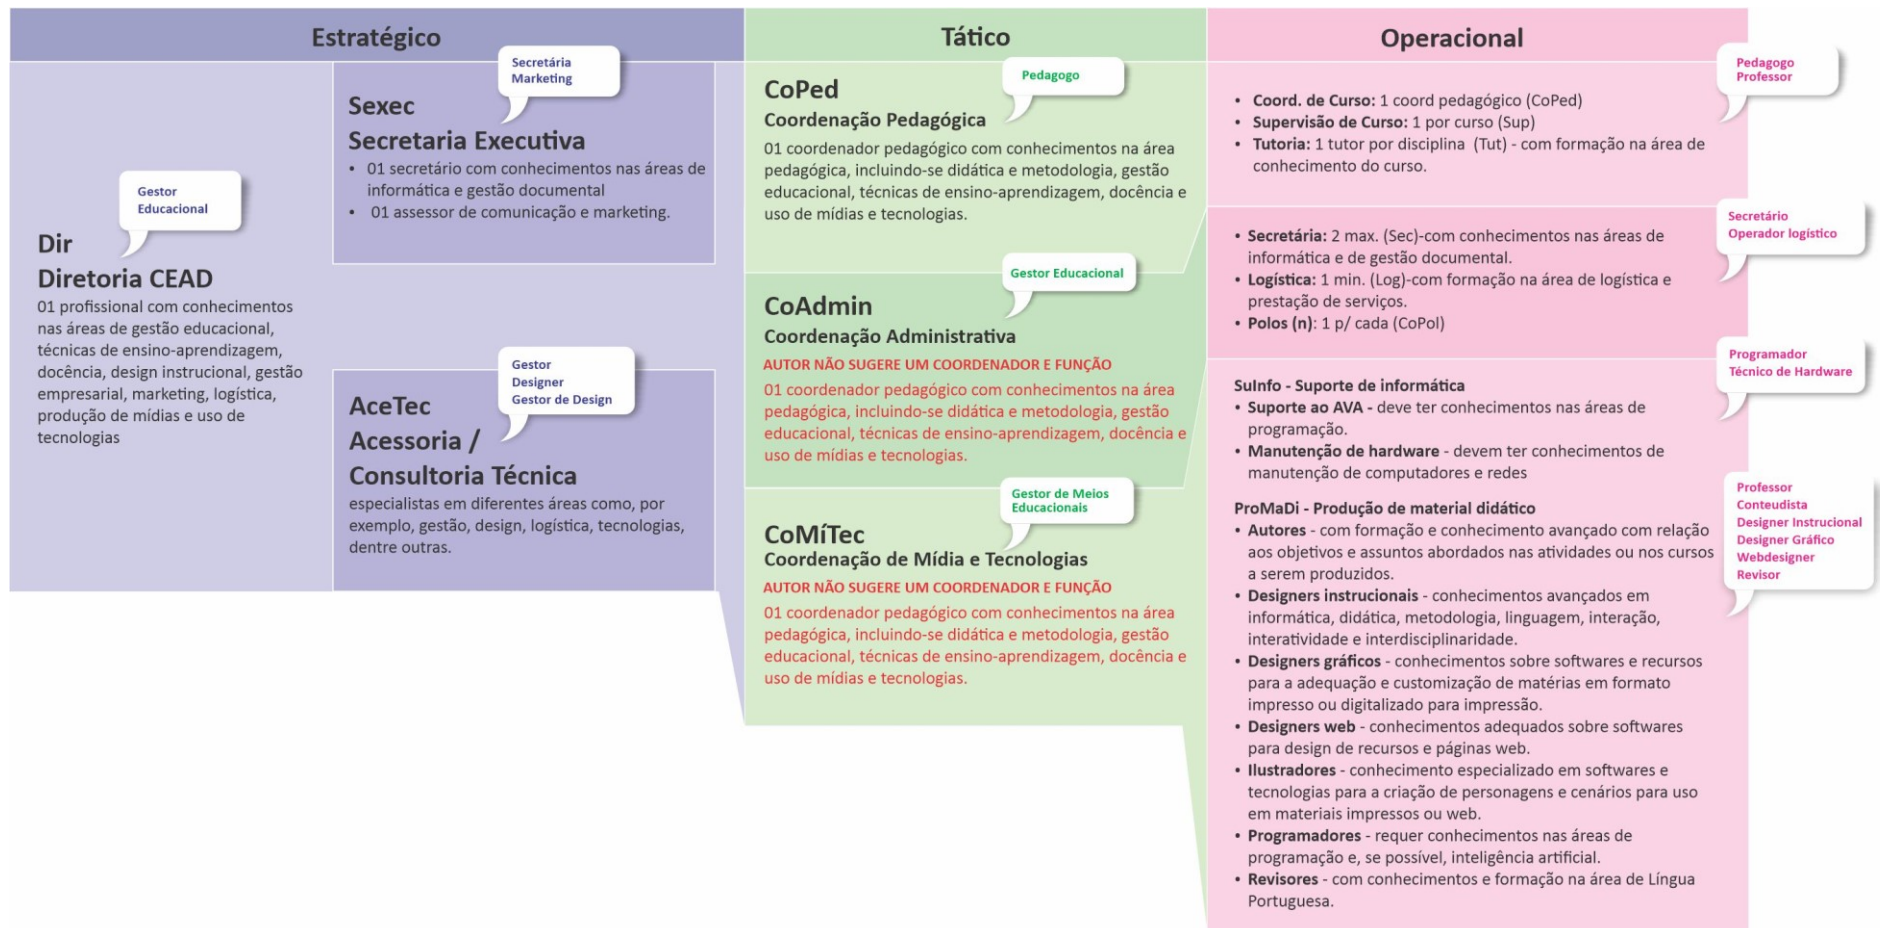 Estratégico
Gestor
Educacional
Dir
Diretoria CEAD
01 profissional com conhecimentos
nas áreas de gestão educacional,
técnicas de ensino-aprendizagem,
docência, design instrucional, gestão
empresarial, marketing, logística,
produção de mídias e uso de
tecnologias
Secretária
Marketing
Sexec
Secretaria Executiva
• 01 secretário com conhecimentos nas áreas de
informática e gestão documental
• 01 assessor de comunicação e marketing.
Gestor
Designer
Gestor de Design
AceTec
Acessoria /
Consultoria Técnica
especialistas em diferentes áreas como, por
exemplo, gestão, design, logística, tecnologias,
dentre outras.
Tático
Pedagogo
CoPed
Coordenação Pedagógica
01 coordenador pedagógico com conhecimentos na área
pedagógica, incluindo-se didática e metodologia, gestão
educacional, técnicas de ensino-aprendizagem, docência e
uso de mídias e tecnologias.
Gestor Educacional
CoAdmin
Coordenação Administrativa
AUTOR NÃO SUGERE UM COORDENADOR E FUNÇÃO
01 coordenador pedagógico com conhecimentos na área
pedagógica, incluindo-se didática e metodologia, gestão
educacional, técnicas de ensino-aprendizagem, docência e
uso de mídias e tecnologias.
Gestor de Meios
Educacionais
CoMíTec
Coordenação de Mídia e Tecnologias
AUTOR NÃO SUGERE UM COORDENADOR E FUNÇÃO
01 coordenador pedagógico com conhecimentos na área
pedagógica, incluindo-se didática e metodologia, gestão
educacional, técnicas de ensino-aprendizagem, docência e
uso de mídias e tecnologias.
Operacional
Pedagogo
Professor
• Coord. de Curso: 1 coord pedagógico (CoPed)
• Supervisão de Curso: 1 por curso (Sup)
• Tutoria: 1 tutor por disciplina (Tut) - com formação na área de
conhecimento do curso.
Secretário
Operador logístico
• Secretária: 2 max. (Sec)-com conhecimentos nas áreas de
informática e de gestão documental.
• Logística: 1 min. (Log)-com formação na área de logística e
prestação de serviços.
• Polos (n): 1 p/ cada (CoPol)
Programador
Técnico de Hardware
SuInfo - Suporte de informática
• Suporte ao AVA - deve ter conhecimentos nas áreas de
programação.
• Manutenção de hardware - devem ter conhecimentos de
manutenção de computadores e redes
Professor
Conteudista
Designer Instrucional
Designer Gráfico
Webdesigner
Revisor
ProMaDi - Produção de material didático
• Autores - com formação e conhecimento avançado com relação
aos objetivos e assuntos abordados nas atividades ou nos cursos
a serem produzidos.
• Designers instrucionais - conhecimentos avançados em
informática, didática, metodologia, linguagem, interação,
interatividade e interdisciplinaridade.
• Designers gráficos - conhecimentos sobre softwares e recursos
para a adequação e customização de matérias em formato
impresso ou digitalizado para impressão.
• Designers web - conhecimentos adequados sobre softwares
para design de recursos e páginas web.
• Ilustradores - conhecimento especializado em softwares e
tecnologias para a criação de personagens e cenários para uso
em materiais impressos ou web.
• Programadores - requer conhecimentos nas áreas de
programação e, se possível, inteligência artificial.
• Revisores - com conhecimentos e formação na área de Língua
Portuguesa.